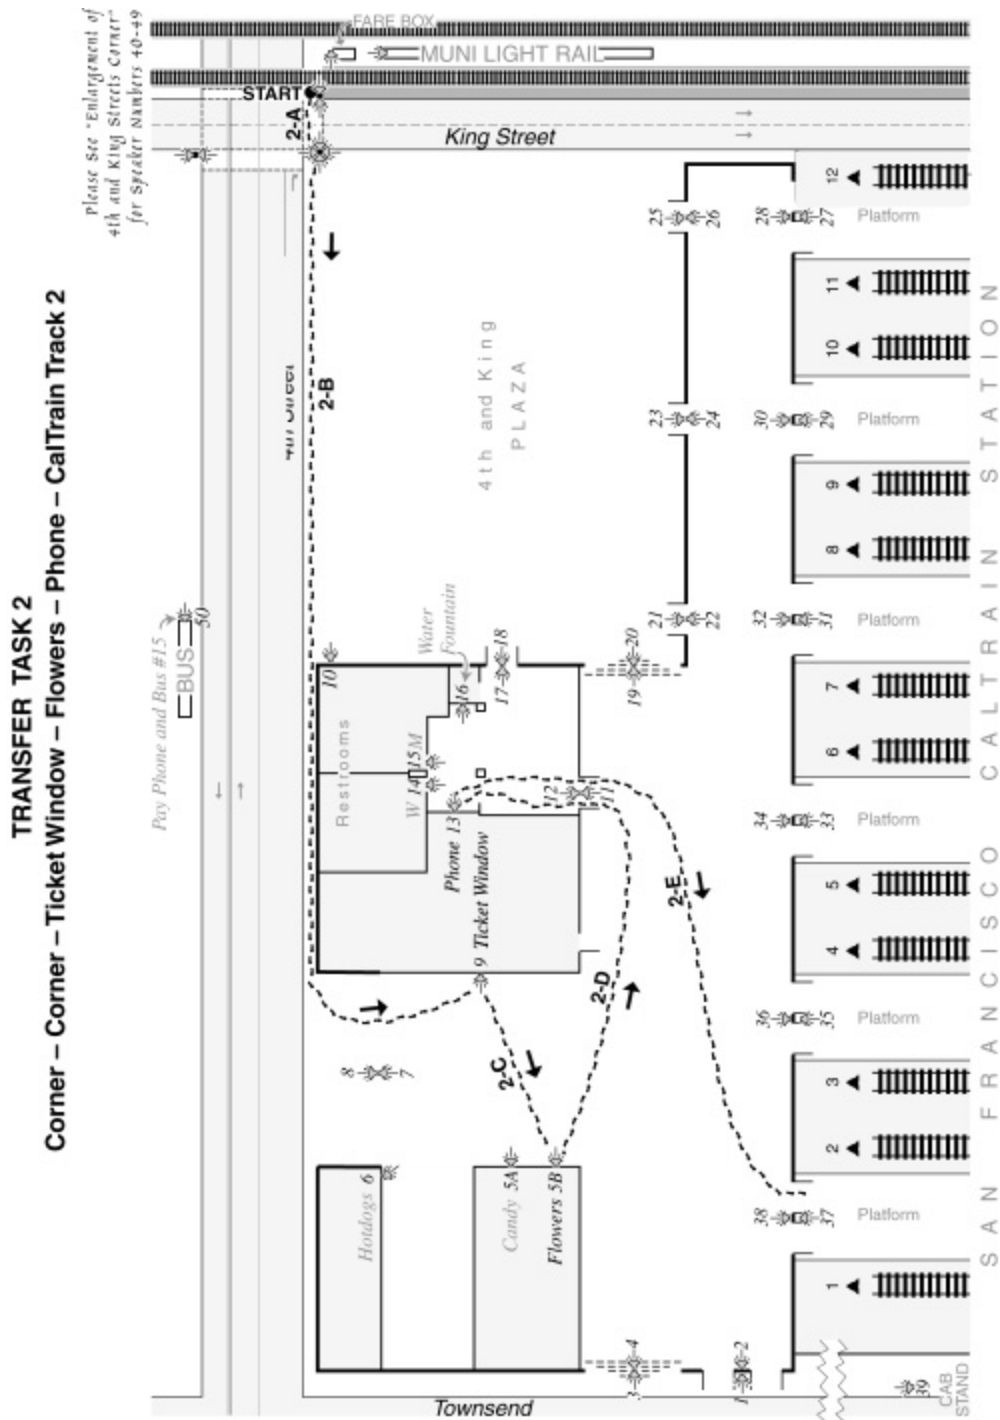 TRANSFER TASK 2
Corner – Corner – Ticket Window – Flowers – Phone – CalTrain Track 2
Please See "Enlargement of
4th and King Streets Corner"
for Speaker Numbers 40-49
FARE BOX
MUNI LIGHT RAIL
START
2-A
King Street
2-B
4th and King
PLAZA
Pay Phone and Bus #15
BUS
50
10
Water
Fountain
Restrooms
16
17
18
19
20
W 14
15 M
12
11
Phone 13
9 Ticket Window
2-C
2-D
2-E
8
7
Hotdogs 6
Candy 5A
Flowers 5B
3
4
1
2
Townsend
25
26
28
27
23
24
30
29
21
22
32
31
34
33
36
35
38
37
12
Platform
11
10
Platform
9
8
Platform
7
6
Platform
5
4
Platform
3
2
Platform
1
39
CAB
STAND
SAN FRANCISCO CALTRAIN STATION